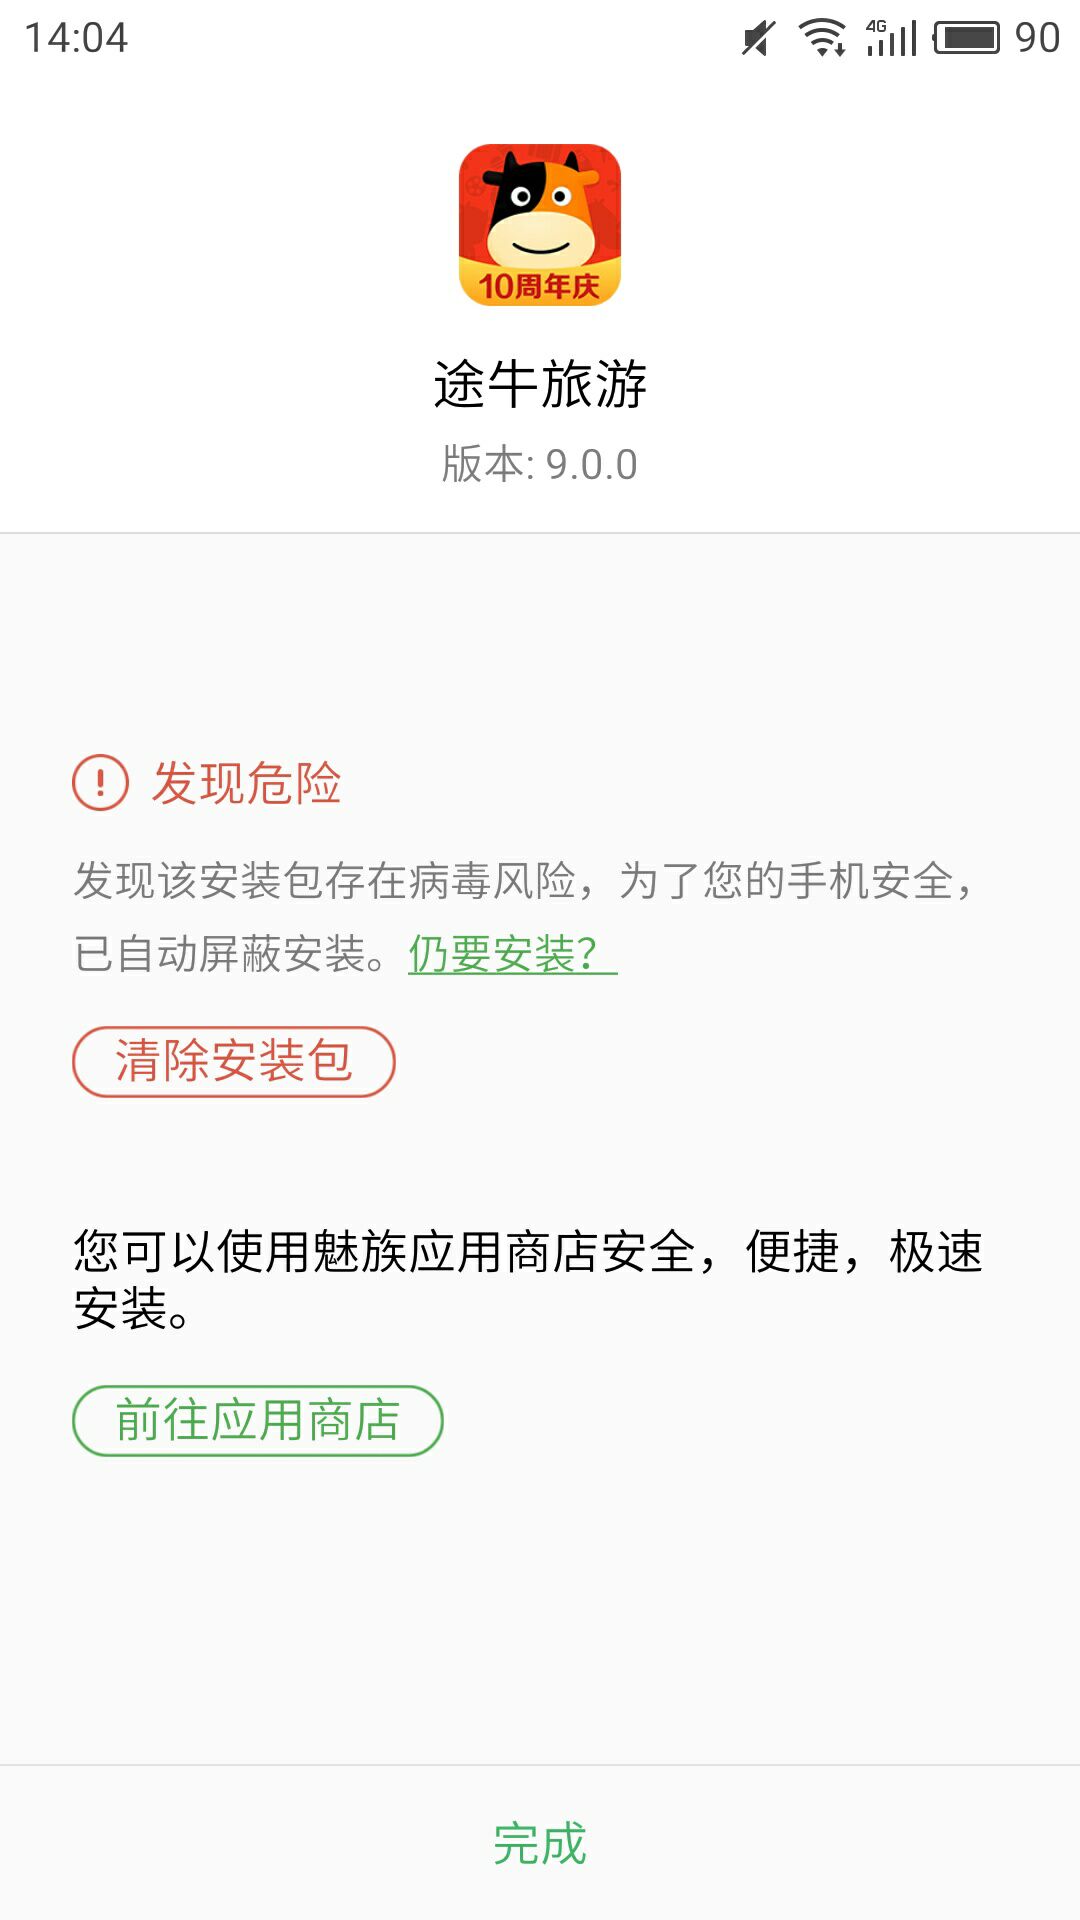 14:04
4G
90
10周年庆
途牛旅游
版本: 9.0.0
发现危险
发现该安装包存在病毒风险，为了您的手机安全，
已自动屏蔽安装。仍要安装？
清除安装包
您可以使用魅族应用商店安全，便捷，极速
安装。
前往应用商店
完成